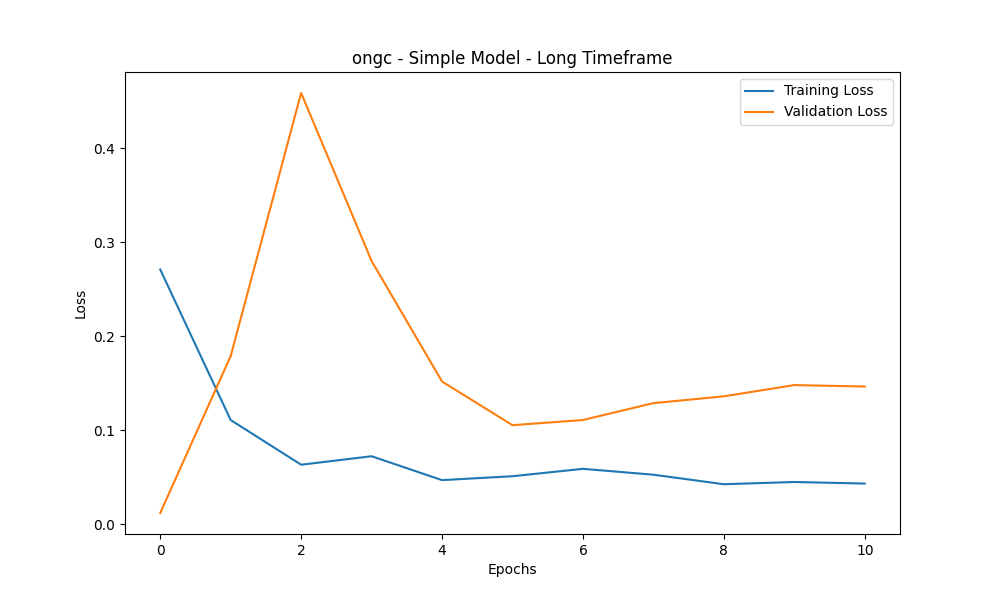 ongc - Simple Model - Long Timeframe
Training Loss
Validation Loss
0.4
0.3
0.2
0.1
0.0
Loss
0 2 4 6 8 10
Epochs